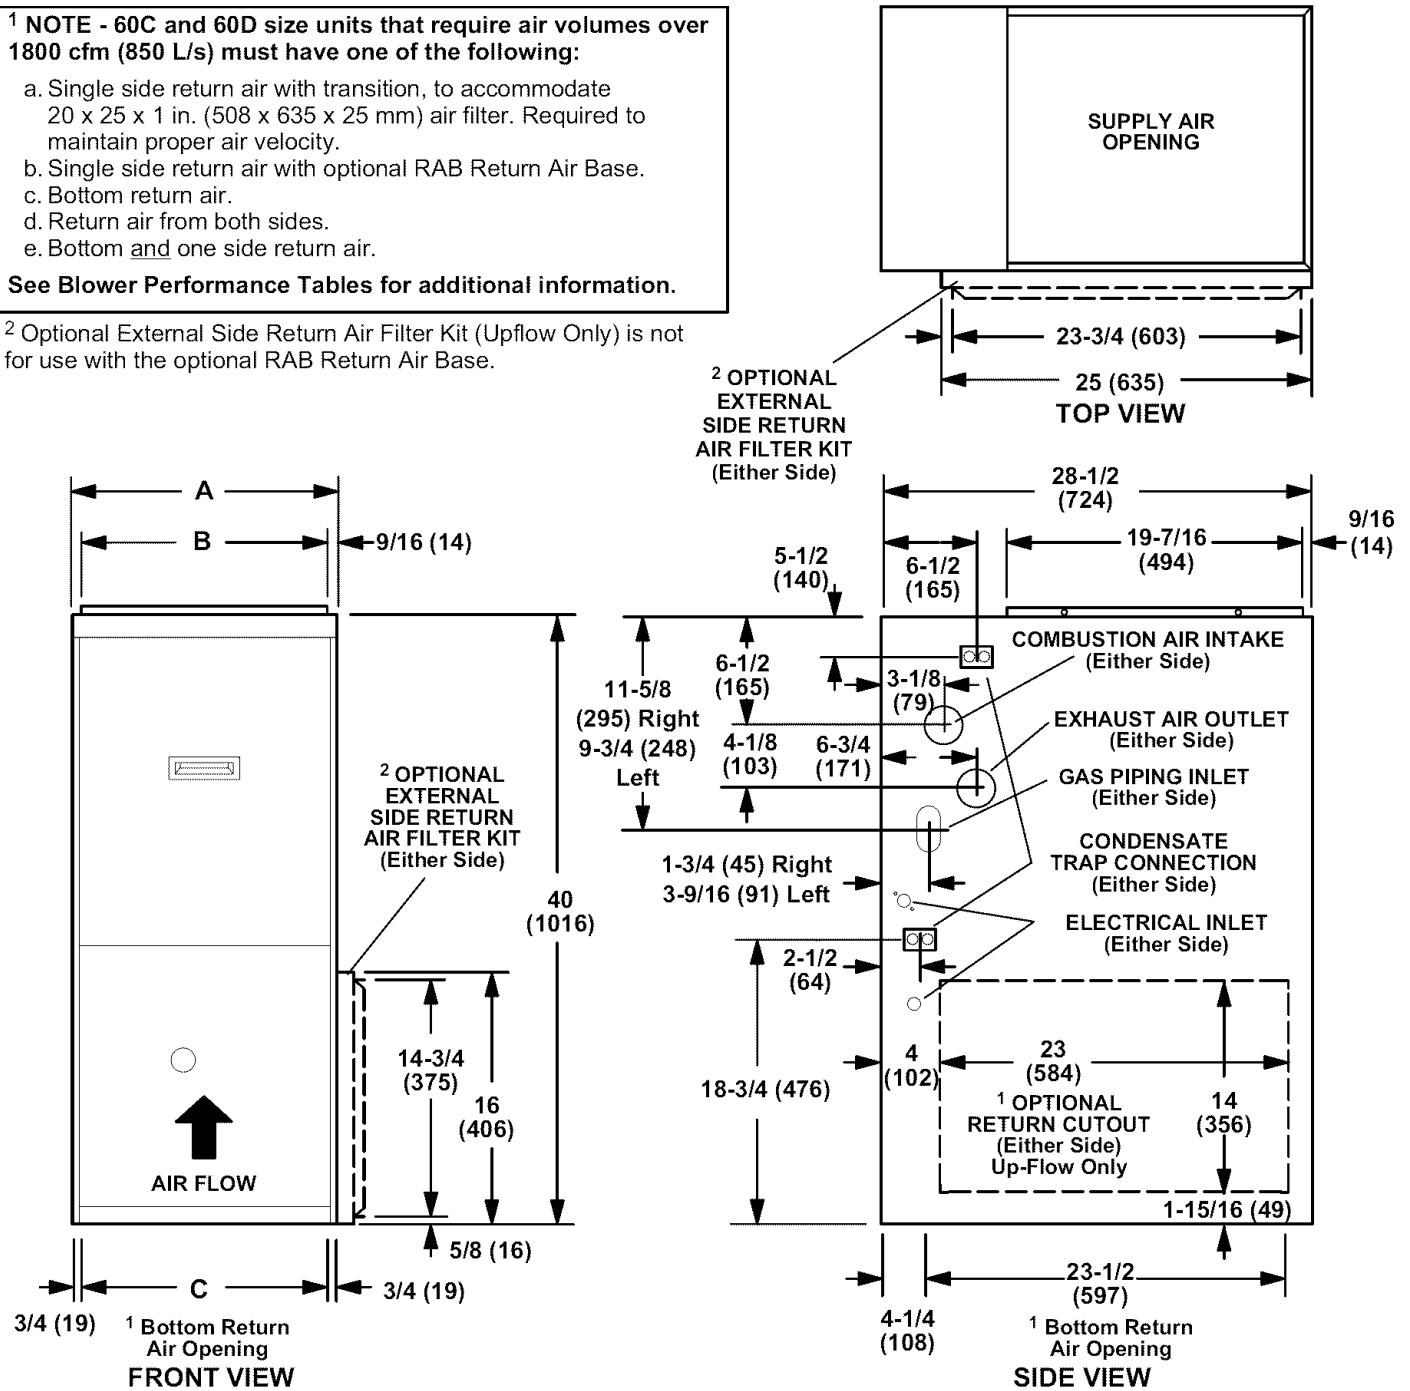 1 NOTE - 60C and 60D size units that require air volumes over
1800 cfm (850 L/s) must have one of the following:
a. Single side return air with transition, to accommodate
20 x 25 x 1 in. (508 x 635 x 25 mm) air filter. Required to
maintain proper air velocity.
b. Single side return air with optional RAB Return Air Base.
c. Bottom return air.
d. Return air from both sides.
e. Bottom and one side return air.
See Blower Performance Tables for additional information.
2 Optional External Side Return Air Filter Kit (Upflow Only) is not
for use with the optional RAB Return Air Base.
SUPPLY AIR
OPENING
23-3/4 (603)
25 (635)
TOP VIEW
2 OPTIONAL
EXTERNAL
SIDE RETURN
AIR FILTER KIT
(Either Side)
A
B
9/16 (14)
2 OPTIONAL
EXTERNAL
SIDE RETURN
AIR FILTER KIT
(Either Side)
40
(1016)
14-3/4
(375)
16
(406)
AIR FLOW
5/8 (16)
C
3/4 (19)
3/4 (19)
1 Bottom Return
Air Opening
FRONT VIEW
28-1/2
(724)
9/16
(14)
19-7/16
(494)
5-1/2
(140)
6-1/2
(165)
6-1/2
(165)
3-1/8
(79)
COMBUSTION AIR INTAKE
(Either Side)
11-5/8
(295) Right
9-3/4 (248)
Left
4-1/8
(103)
6-3/4
(171)
EXHAUST AIR OUTLET
(Either Side)
GAS PIPING INLET
(Either Side)
1-3/4 (45) Right
3-9/16 (91) Left
CONDENSATE
TRAP CONNECTION
(Either Side)
ELECTRICAL INLET
(Either Side)
2-1/2
(64)
18-3/4 (476)
4
(102)
23
(584)
1 OPTIONAL
RETURN CUTOUT
(Either Side)
Up-Flow Only
14
(356)
1-15/16 (49)
23-1/2
(597)
4-1/4
(108)
1 Bottom Return
Air Opening
SIDE VIEW